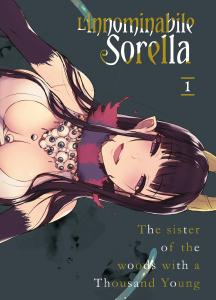 L'innominabile
Sorella
1
The sister
of the
woods with a
Thousand Young